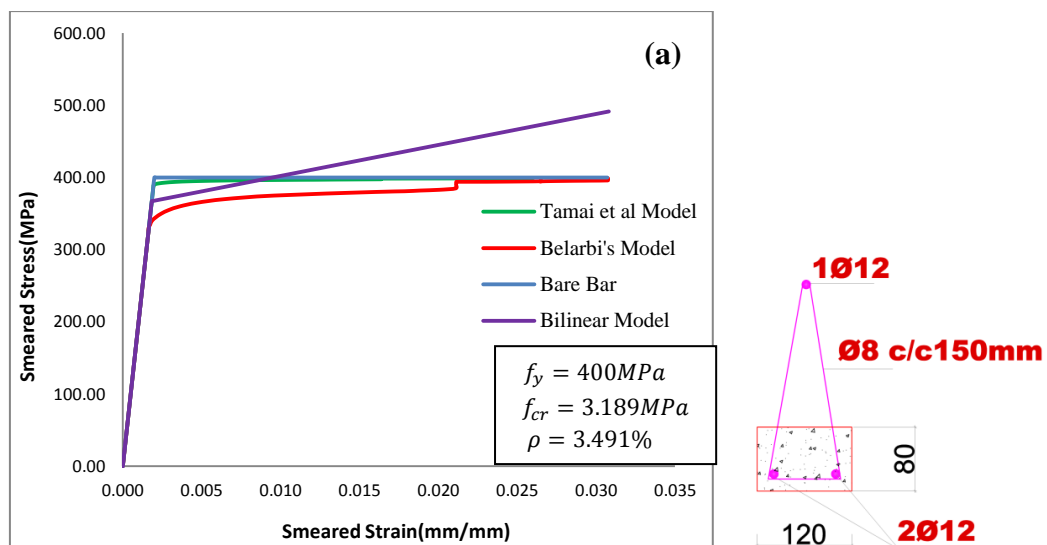 (a)
600.00
500.00
400.00
300.00
200.00
100.00
0.00
Smeared Stress(MPa)
Tamai et al Model
Belarbi's Model
Bare Bar
Bilinear Model
f_y = 400MPa
f_cr = 3.189MPa
ρ = 3.491%
0.000 0.005 0.010 0.015 0.020 0.025 0.030 0.035
Smeared Strain(mm/mm)
1Ø12
Ø8 c/c150mm
80
120
2Ø12